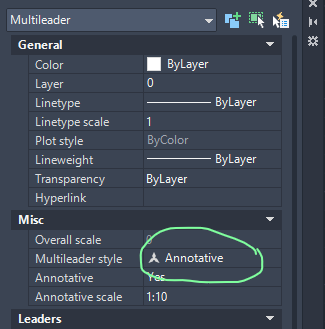 Multileader
General
Color ByLayer
Layer 0
Linetype ByLayer
Linetype scale 1
Plot style ByColor
Lineweight ByLayer
Transparency ByLayer
Hyperlink
Misc
Overall scale 0
Multileader style Annotative
Annotative Yes
Annotative scale 1:10
Leaders